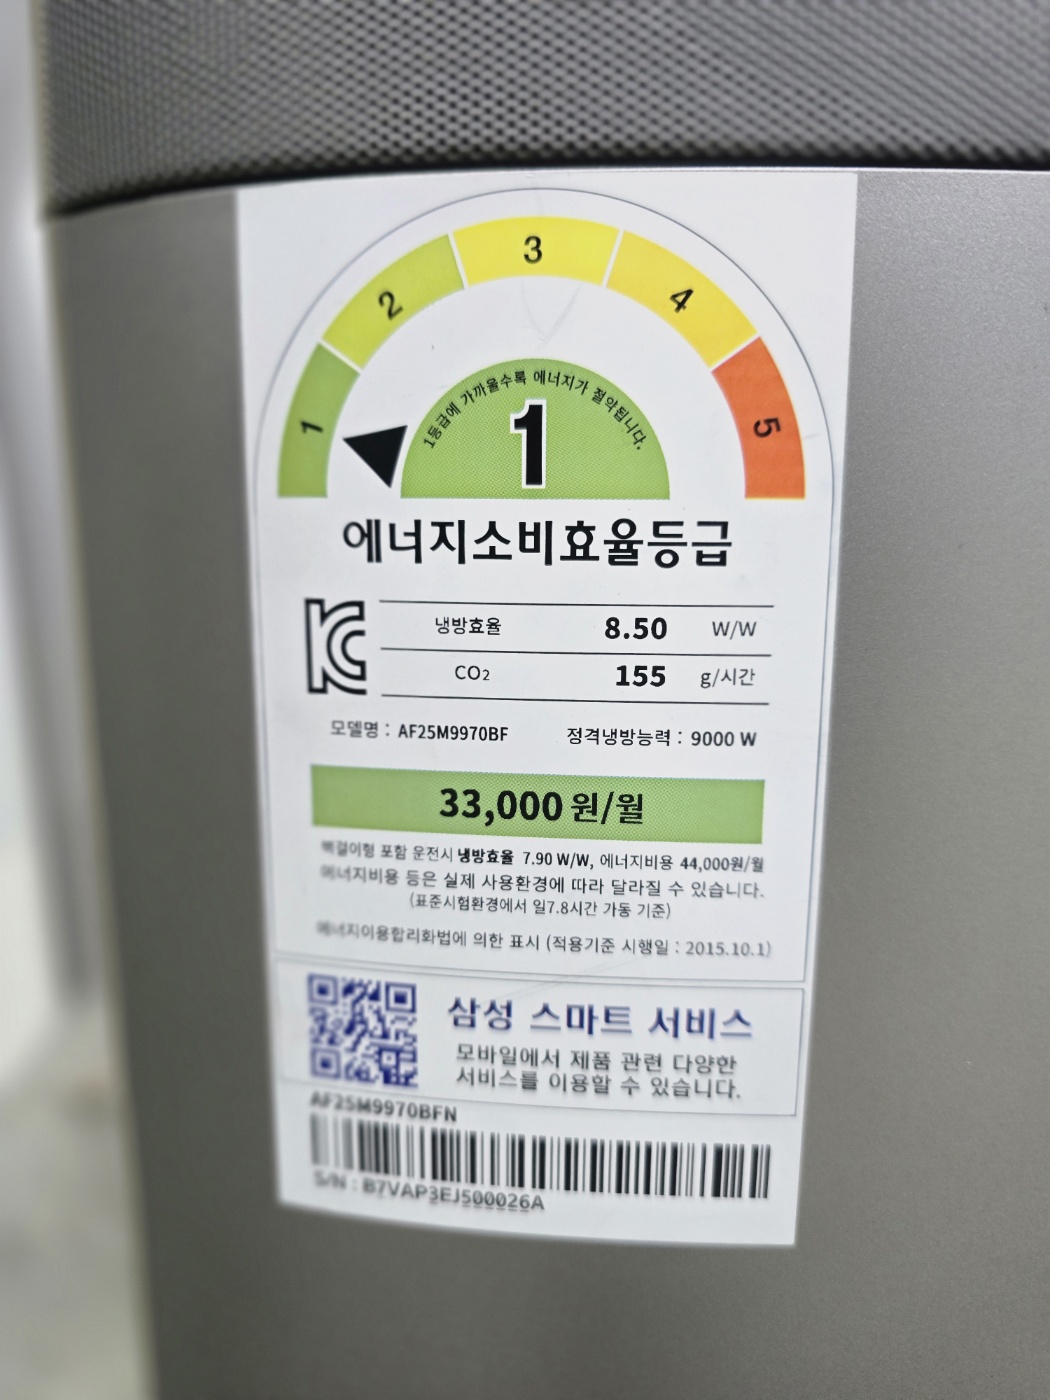 1 2 3 4 5
1등급에 가까울수록 에너지가 절약됩니다.
1
에너지소비효율등급
냉방효율 8.50 W/W
CO2 155 g/시간
모델명 : AF25M9970BF 정격냉방능력 : 9000 W
33,000 원/월
벽걸이형 포함 운전시 냉방효율 7.90 W/W, 에너지비용 44,000원/월
에너지비용 등은 실제 사용환경에 따라 달라질 수 있습니다.
(표준시험환경에서 일7.8시간 가동 기준)
에너지이용합리화법에 의한 표시 (적용기준 시행일 : 2015.10.1)
삼성 스마트 서비스
모바일에서 제품 관련 다양한
서비스를 이용할 수 있습니다.
AF25M9970BFN
S/N : B7VAP3EJ500026A